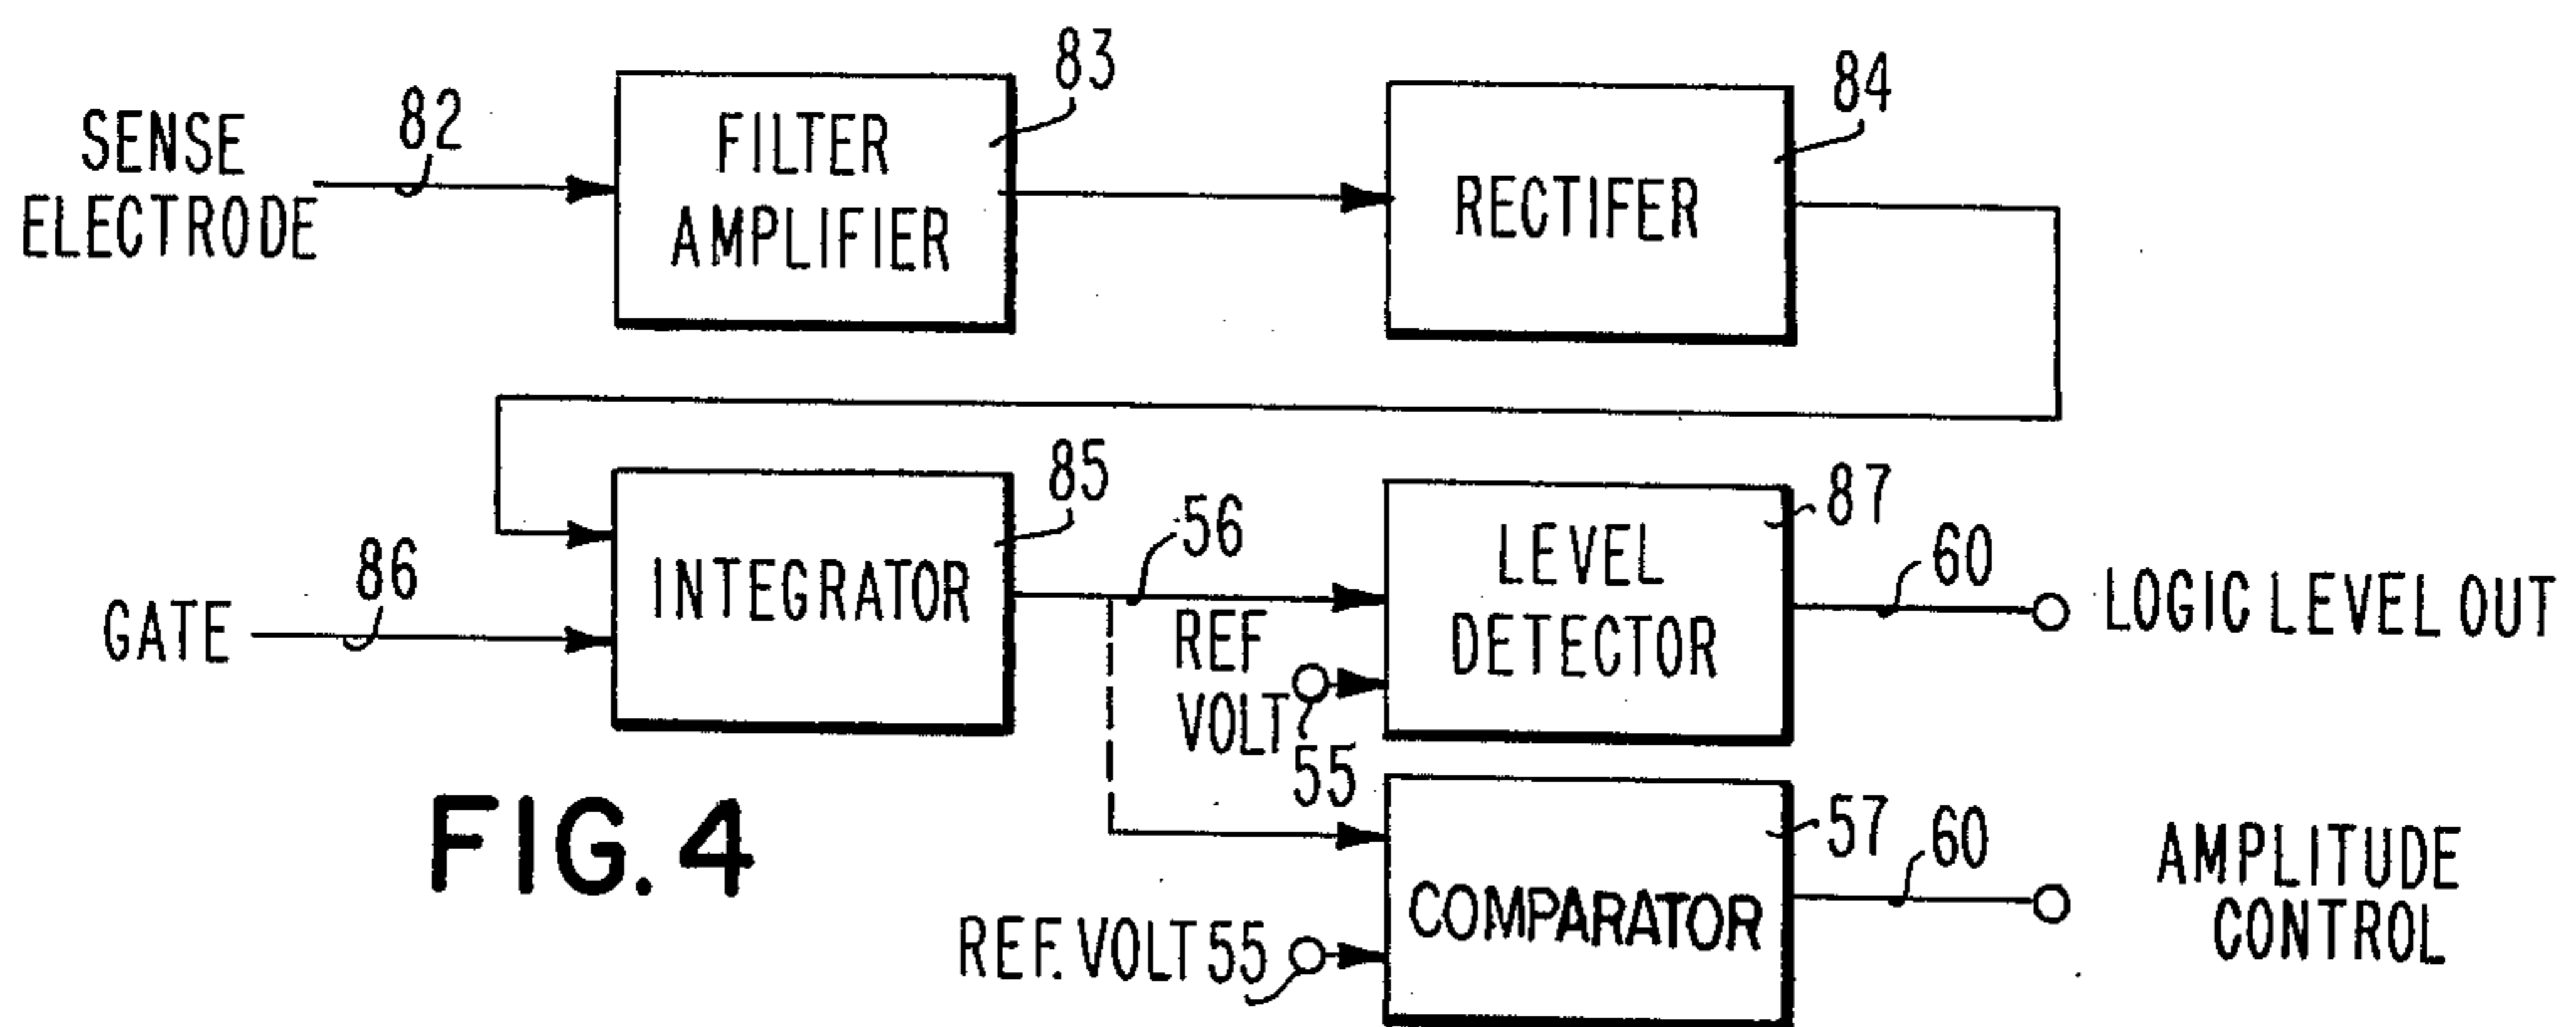 SENSE
ELECTRODE
82
FILTER
AMPLIFIER
83
RECTIFER
84
GATE
86
INTEGRATOR
85
56
REF
VOLT
55
LEVEL
DETECTOR
87
60
LOGIC LEVEL OUT
REF. VOLT 55
COMPARATOR
57
60
AMPLITUDE
CONTROL
FIG. 4